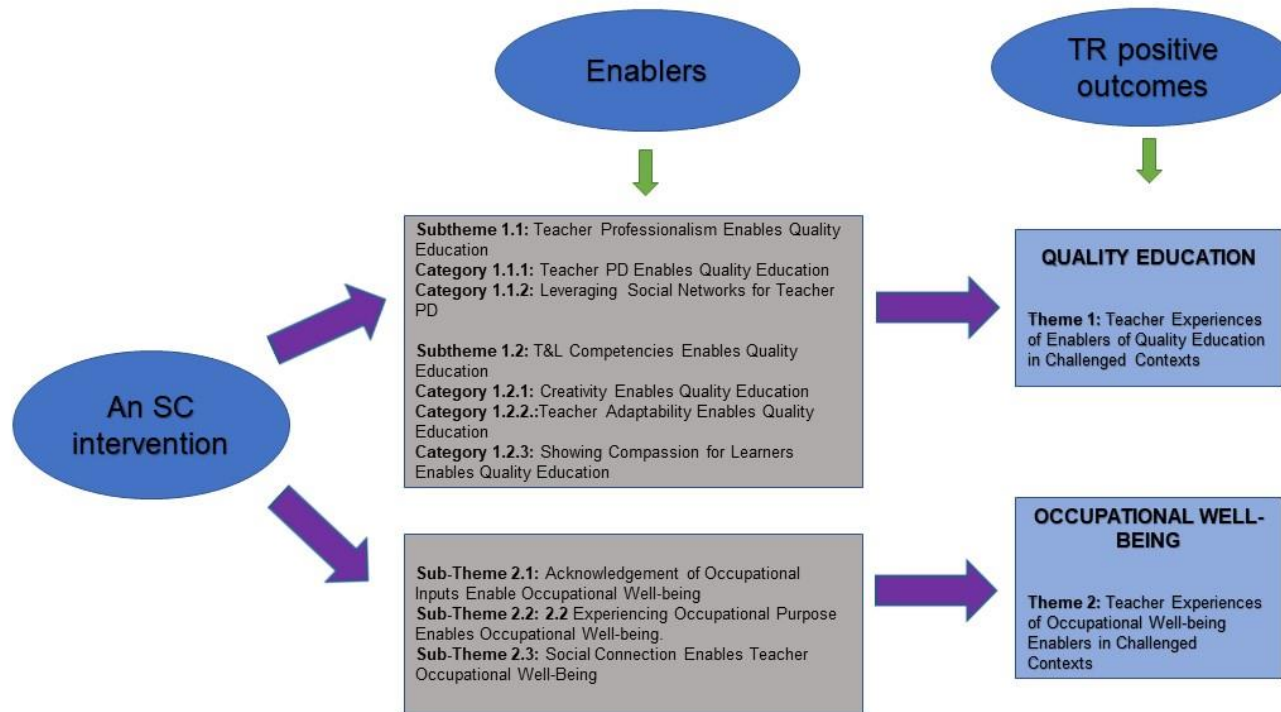 Enablers
TR positive
outcomes
An SC
intervention
Subtheme 1.1: Teacher Professionalism Enables Quality
Education
Category 1.1.1: Teacher PD Enables Quality Education
Category 1.1.2: Leveraging Social Networks for Teacher
PD
Subtheme 1.2: T&L Competencies Enables Quality
Education
Category 1.2.1: Creativity Enables Quality Education
Category 1.2.2.:Teacher Adaptability Enables Quality
Education
Category 1.2.3: Showing Compassion for Learners
Enables Quality Education
QUALITY EDUCATION
Theme 1: Teacher Experiences
of Enablers of Quality Education
in Challenged Contexts
Sub-Theme 2.1: Acknowledgement of Occupational
Inputs Enable Occupational Well-being
Sub-Theme 2.2: 2.2 Experiencing Occupational Purpose
Enables Occupational Well-being.
Sub-Theme 2.3: Social Connection Enables Teacher
Occupational Well-Being
OCCUPATIONAL WELL-
BEING
Theme 2: Teacher Experiences
of Occupational Well-being
Enablers in Challenged
Contexts